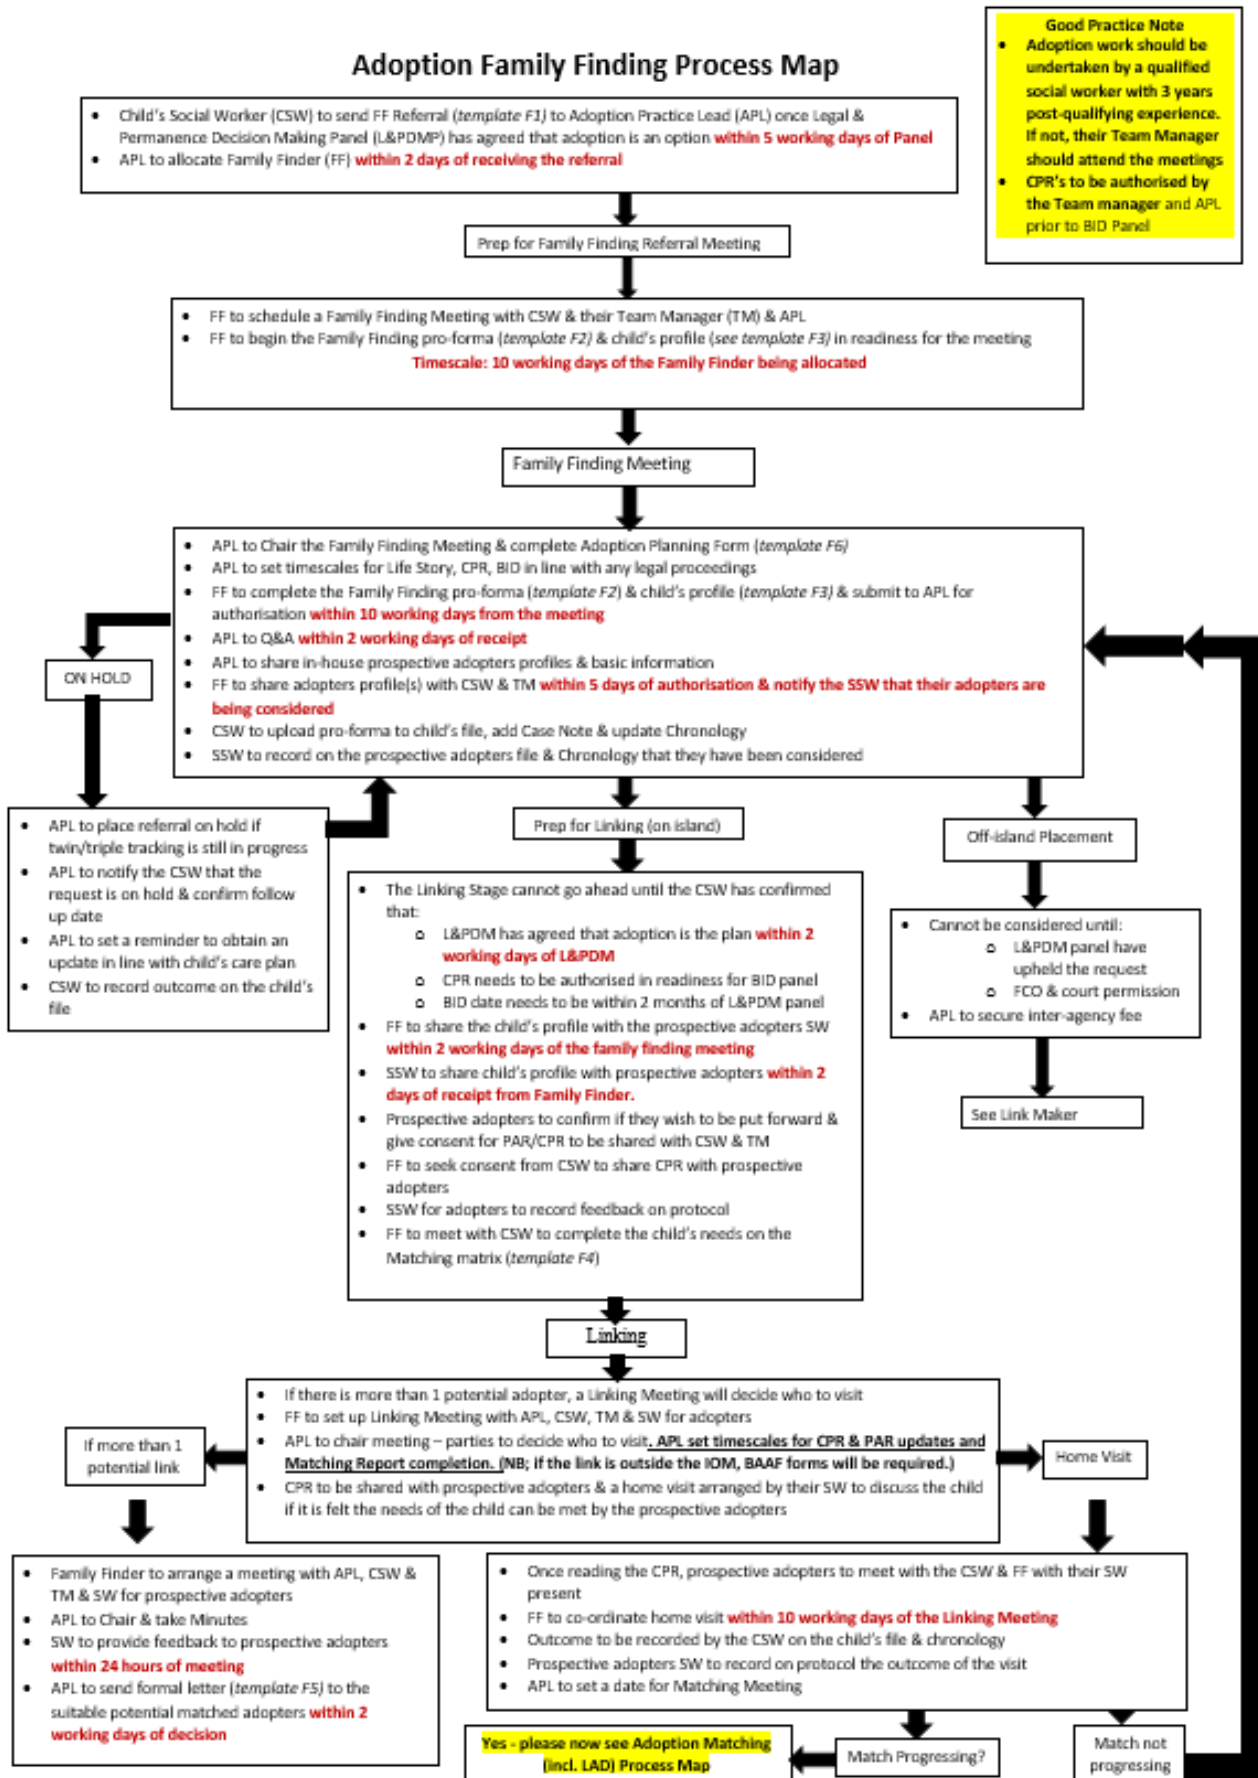 Good Practice Note
• Adoption work should be
undertaken by a qualified
social worker with 3 years
post-qualifying experience.
If not, their Team Manager
should attend the meetings
• CPR's to be authorised by
the Team manager and APL
prior to BID Panel
Adoption Family Finding Process Map
• Child's Social Worker (CSW) to send FF Referral (template F1) to Adoption Practice Lead (APL) once Legal &
Permanence Decision Making Panel (L&PDMP) has agreed that adoption is an option within 5 working days of Panel
• APL to allocate Family Finder (FF) within 2 days of receiving the referral
Prep for Family Finding Referral Meeting
• FF to schedule a Family Finding Meeting with CSW & their Team Manager (TM) & APL
• FF to begin the Family Finding pro-forma (template F2) & child's profile (see template F3) in readiness for the meeting
Timescale: 10 working days of the Family Finder being allocated
Family Finding Meeting
• APL to Chair the Family Finding Meeting & complete Adoption Planning Form (template F6)
• APL to set timescales for Life Story, CPR, BID in line with any legal proceedings
• FF to complete the Family Finding pro-forma (template F2) & child's profile (template F3) & submit to APL for
authorisation within 10 working days from the meeting
• APL to Q&A within 2 working days of receipt
• APL to share in-house prospective adopters profiles & basic information
• FF to share adopters profile(s) with CSW & TM within 5 days of authorisation & notify the SSW that their adopters are
being considered
• CSW to upload pro-forma to child's file, add Case Note & update Chronology
• SSW to record on the prospective adopters file & Chronology that they have been considered
ON HOLD
• APL to place referral on hold if
twin/triple tracking is still in progress
• APL to notify the CSW that the
request is on hold & confirm follow
up date
• APL to set a reminder to obtain an
update in line with child's care plan
• CSW to record outcome on the child's
file
Prep for Linking (on island)
• The Linking Stage cannot go ahead until the CSW has confirmed
that:
o L&PDM has agreed that adoption is the plan within 2
working days of L&PDM
o CPR needs to be authorised in readiness for BID panel
o BID date needs to be within 2 months of L&PDM panel
• FF to share the child's profile with the prospective adopters SW
within 2 working days of the family finding meeting
• SSW to share child's profile with prospective adopters within 2
days of receipt from Family Finder.
• Prospective adopters to confirm if they wish to be put forward &
give consent for PAR/CPR to be shared with CSW & TM
• FF to seek consent from CSW to share CPR with prospective
adopters
• SSW for adopters to record feedback on protocol
• FF to meet with CSW to complete the child's needs on the
Matching matrix (template F4)
Off-island Placement
• Cannot be considered until:
o L&PDM panel have
upheld the request
o FCO & court permission
• APL to secure inter-agency fee
See Link Maker
Linking
• If there is more than 1 potential adopter, a Linking Meeting will decide who to visit
• FF to set up Linking Meeting with APL, CSW, TM & SW for adopters
• APL to chair meeting – parties to decide who to visit. APL set timescales for CPR & PAR updates and
Matching Report completion. (NB; if the link is outside the IOM, BAAF forms will be required.)
• CPR to be shared with prospective adopters & a home visit arranged by their SW to discuss the child
if it is felt the needs of the child can be met by the prospective adopters
If more than 1
potential link
• Family Finder to arrange a meeting with APL, CSW &
TM & SW for prospective adopters
• APL to Chair & take Minutes
• SW to provide feedback to prospective adopters
within 24 hours of meeting
• APL to send formal letter (template F5) to the
suitable potential matched adopters within 2
working days of decision
Home Visit
• Once reading the CPR, prospective adopters to meet with the CSW & FF with their SW
present
• FF to co-ordinate home visit within 10 working days of the Linking Meeting
• Outcome to be recorded by the CSW on the child's file & chronology
• Prospective adopters SW to record on protocol the outcome of the visit
• APL to set a date for Matching Meeting
Yes - please now see Adoption Matching
(incl. LAD) Process Map
Match Progressing?
Match not
progressing